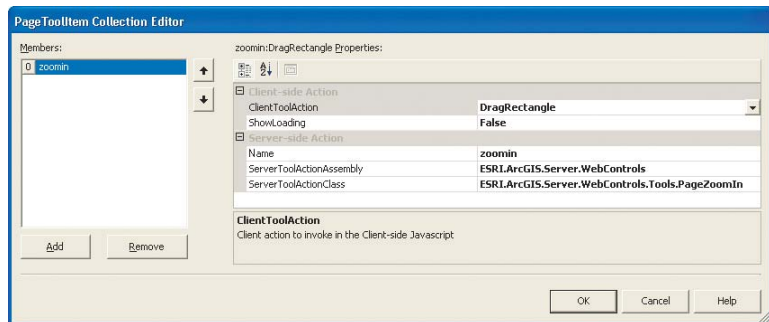 PageToolItem Collection Editor
Members:
zoomin:DragRectangle Properties:
0 zoomin
Client-side Action
ClientToolAction DragRectangle
ShowLoading False
Server-side Action
Name zoomin
ServerToolActionAssembly ESRI.ArcGIS.Server.WebControls
ServerToolActionClass ESRI.ArcGIS.Server.WebControls.Tools.PageZoomIn
ClientToolAction
Client action to invoke in the Client-side Javascript
Add Remove
OK Cancel Help